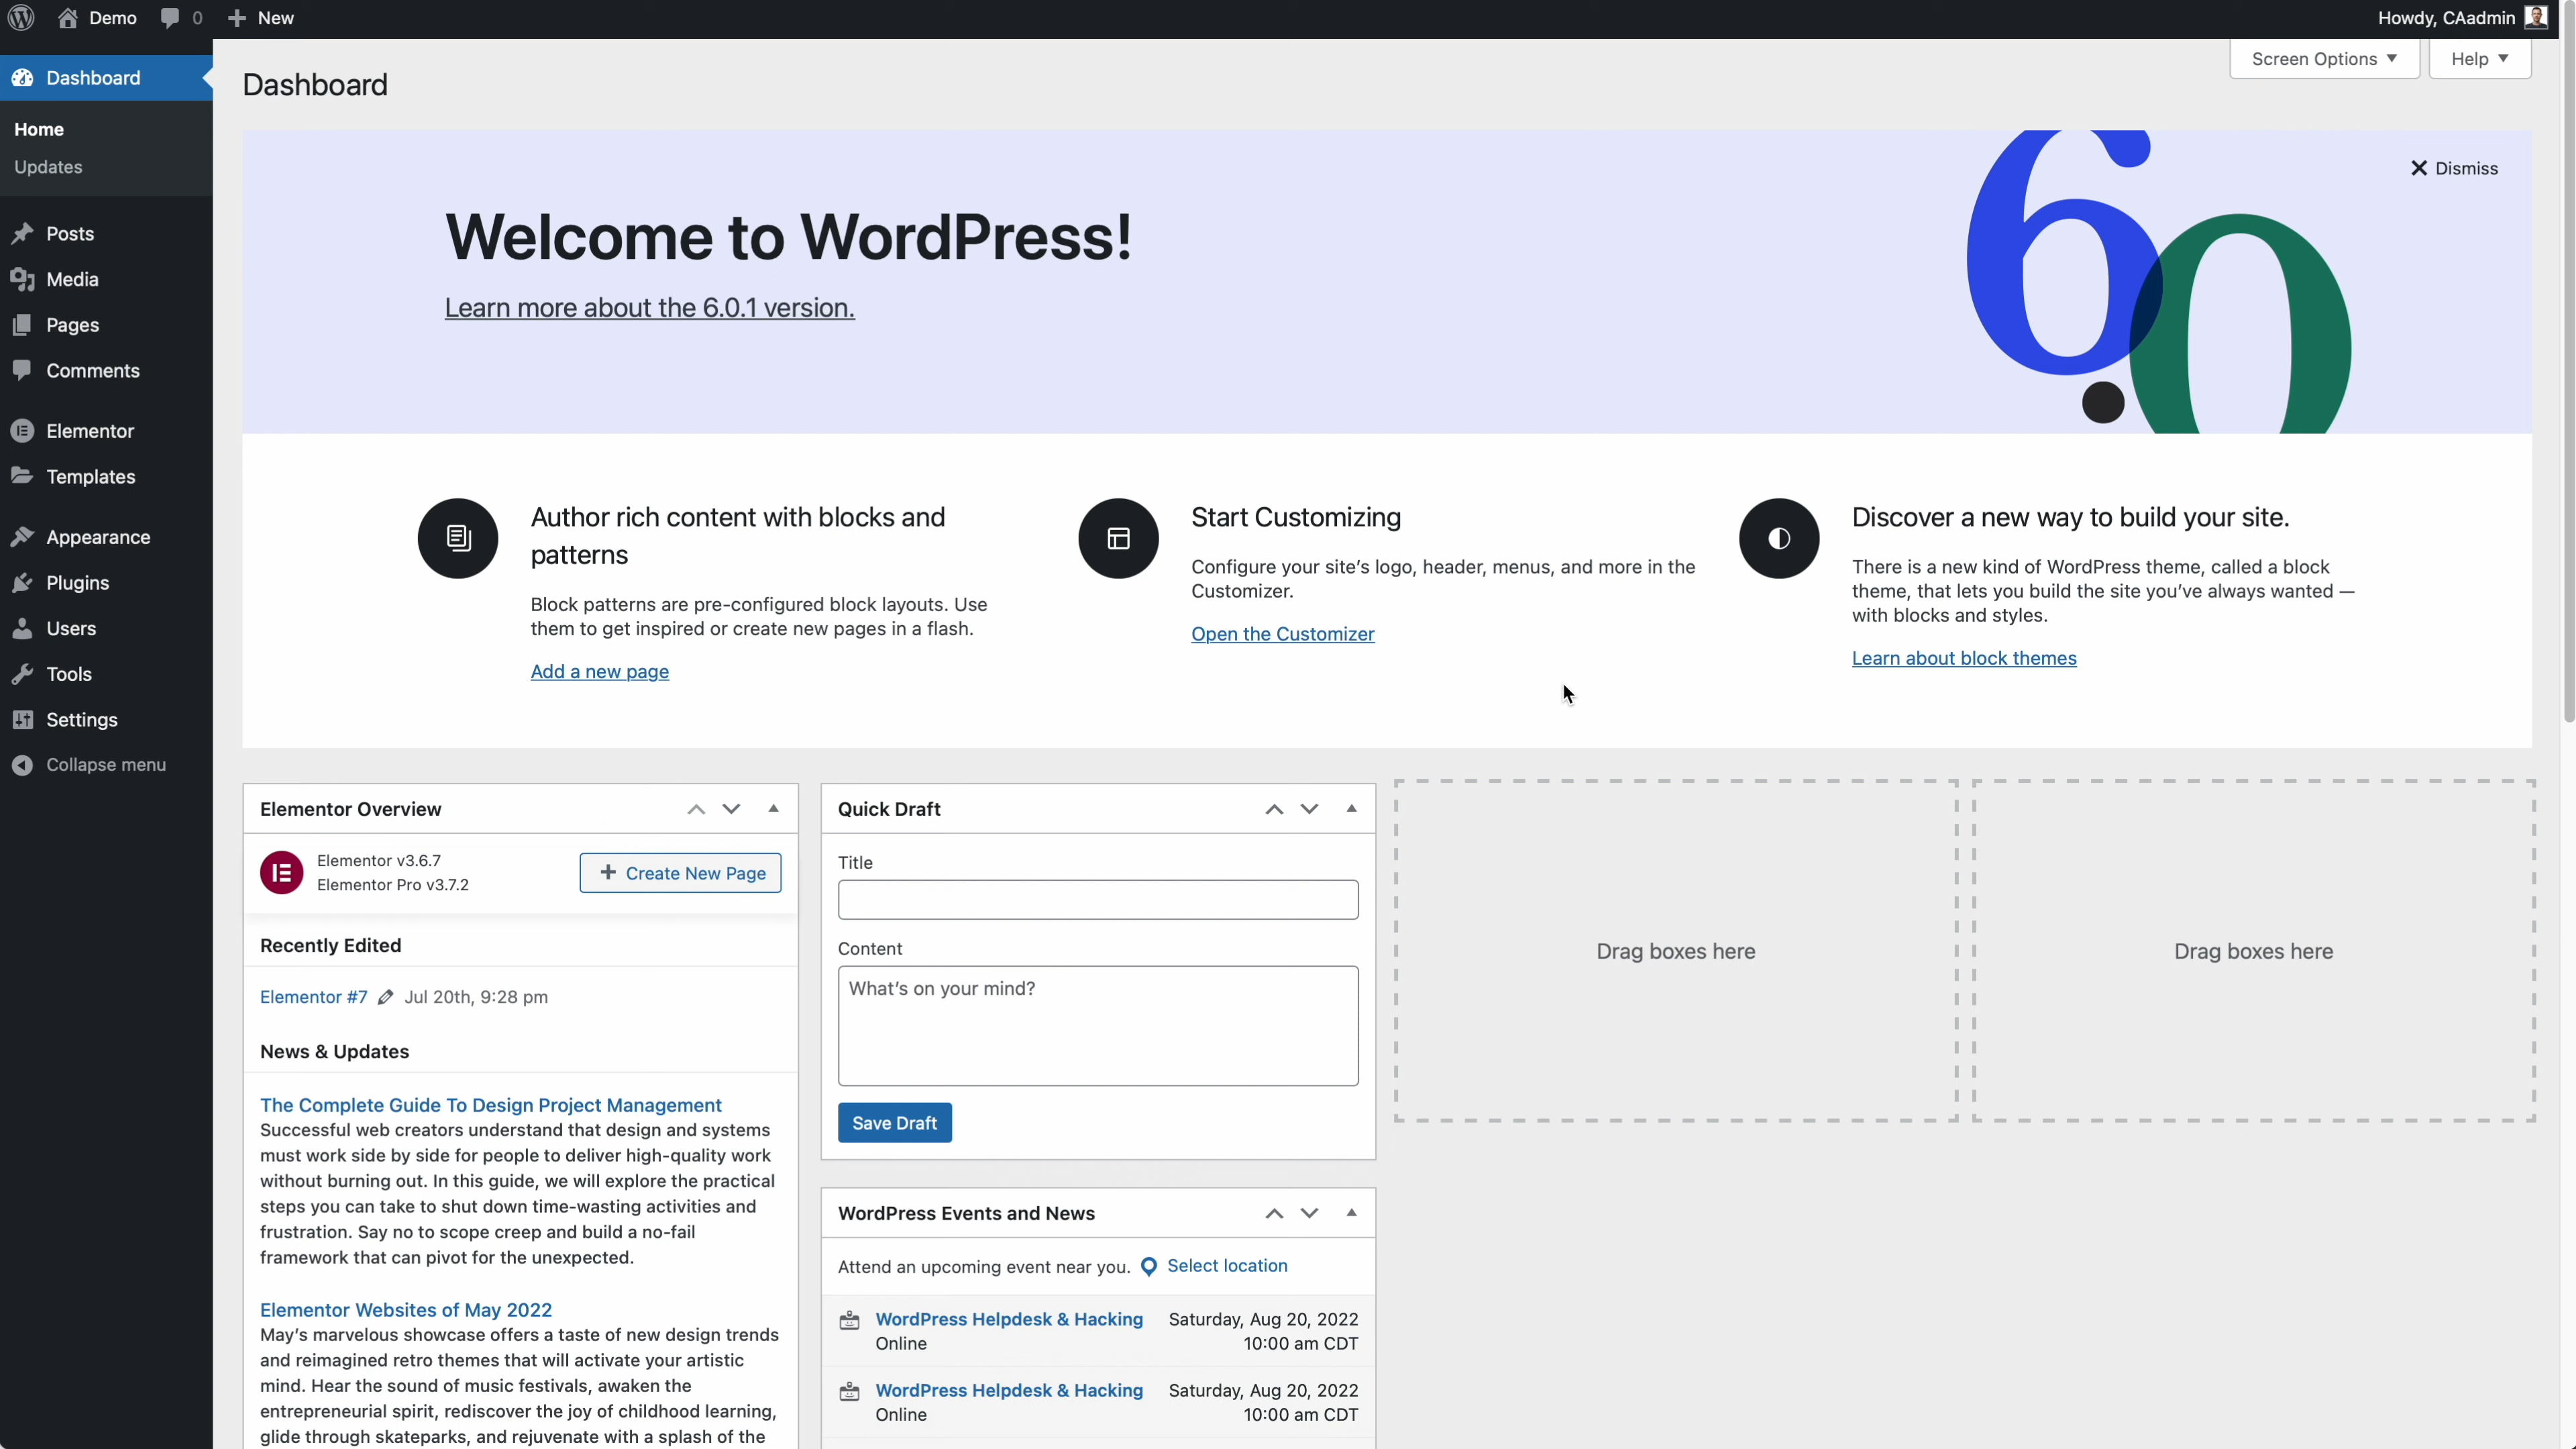 Demo
0
New
Howdy, CAadmin
Screen Options
Help
Dashboard
Home
Updates
Posts
Media
Pages
Comments
Elementor
Templates
Appearance
Plugins
Users
Tools
Settings
Collapse menu
Dashboard
Dismiss
Welcome to WordPress!
Learn more about the 6.0.1 version.
6.0
Author rich content with blocks and
patterns
Block patterns are pre-configured block layouts. Use
them to get inspired or create new pages in a flash.
Add a new page
Start Customizing
Configure your site's logo, header, menus, and more in the
Customizer.
Open the Customizer
Discover a new way to build your site.
There is a new kind of WordPress theme, called a block
theme, that lets you build the site you've always wanted —
with blocks and styles.
Learn about block themes
Elementor Overview
Elementor v3.6.7
Elementor Pro v3.7.2
Create New Page
Recently Edited
Elementor #7 Jul 20th, 9:28 pm
News & Updates
The Complete Guide To Design Project Management
Successful web creators understand that design and systems
must work side by side for people to deliver high-quality work
without burning out. In this guide, we will explore the practical
steps you can take to shut down time-wasting activities and
frustration. Say no to scope creep and build a no-fail
framework that can pivot for the unexpected.
Elementor Websites of May 2022
May's marvelous showcase offers a taste of new design trends
and reimagined retro themes that will activate your artistic
mind. Hear the sound of music festivals, awaken the
entrepreneurial spirit, rediscover the joy of childhood learning,
glide through skateparks, and rejuvenate with a splash of the
Quick Draft
Title
Content
What's on your mind?
Save Draft
WordPress Events and News
Attend an upcoming event near you. Select location
WordPress Helpdesk & Hacking Saturday, Aug 20, 2022
Online 10:00 am CDT
WordPress Helpdesk & Hacking Saturday, Aug 20, 2022
Online 10:00 am CDT
Drag boxes here
Drag boxes here